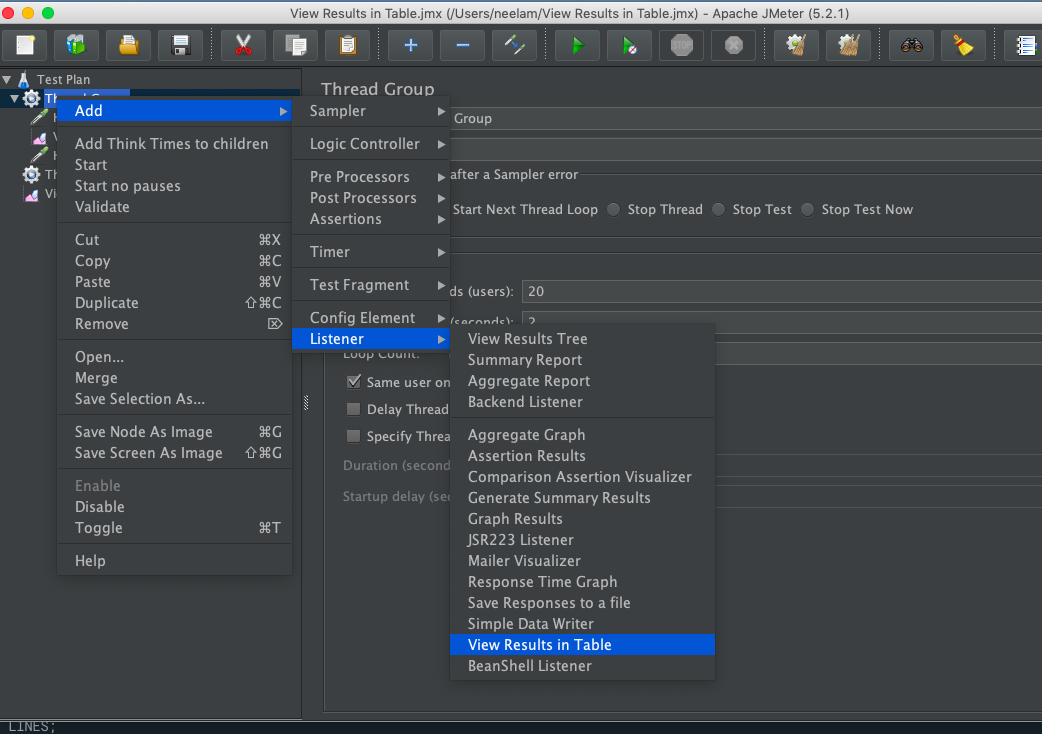 View Results in Table.jmx (/Users/neelam/View Results in Table.jmx) - Apache JMeter (5.2.1)
STOP
Test Plan
Thread Group
Add
Add Think Times to children
Start
Start no pauses
Validate
Cut ⌘X
Copy ⌘C
Paste ⌘V
Duplicate ⇧⌘C
Remove ⌦
Open...
Merge
Save Selection As...
Save Node As Image ⌘G
Save Screen As Image ⇧⌘G
Enable
Disable
Toggle ⌘T
Help
Sampler
Logic Controller
Pre Processors
Post Processors
Assertions
Timer
Test Fragment
Config Element
Listener
View Results Tree
Summary Report
Aggregate Report
Backend Listener
Aggregate Graph
Assertion Results
Comparison Assertion Visualizer
Generate Summary Results
Graph Results
JSR223 Listener
Mailer Visualizer
Response Time Graph
Save Responses to a file
Simple Data Writer
View Results in Table
BeanShell Listener
Group
after a Sampler error
Start Next Thread Loop Stop Thread Stop Test Stop Test Now
(users): 20
(seconds): 2
Loop Count:
Same user on
Delay Thread
Specify
Duration
Startup delay
LINES;